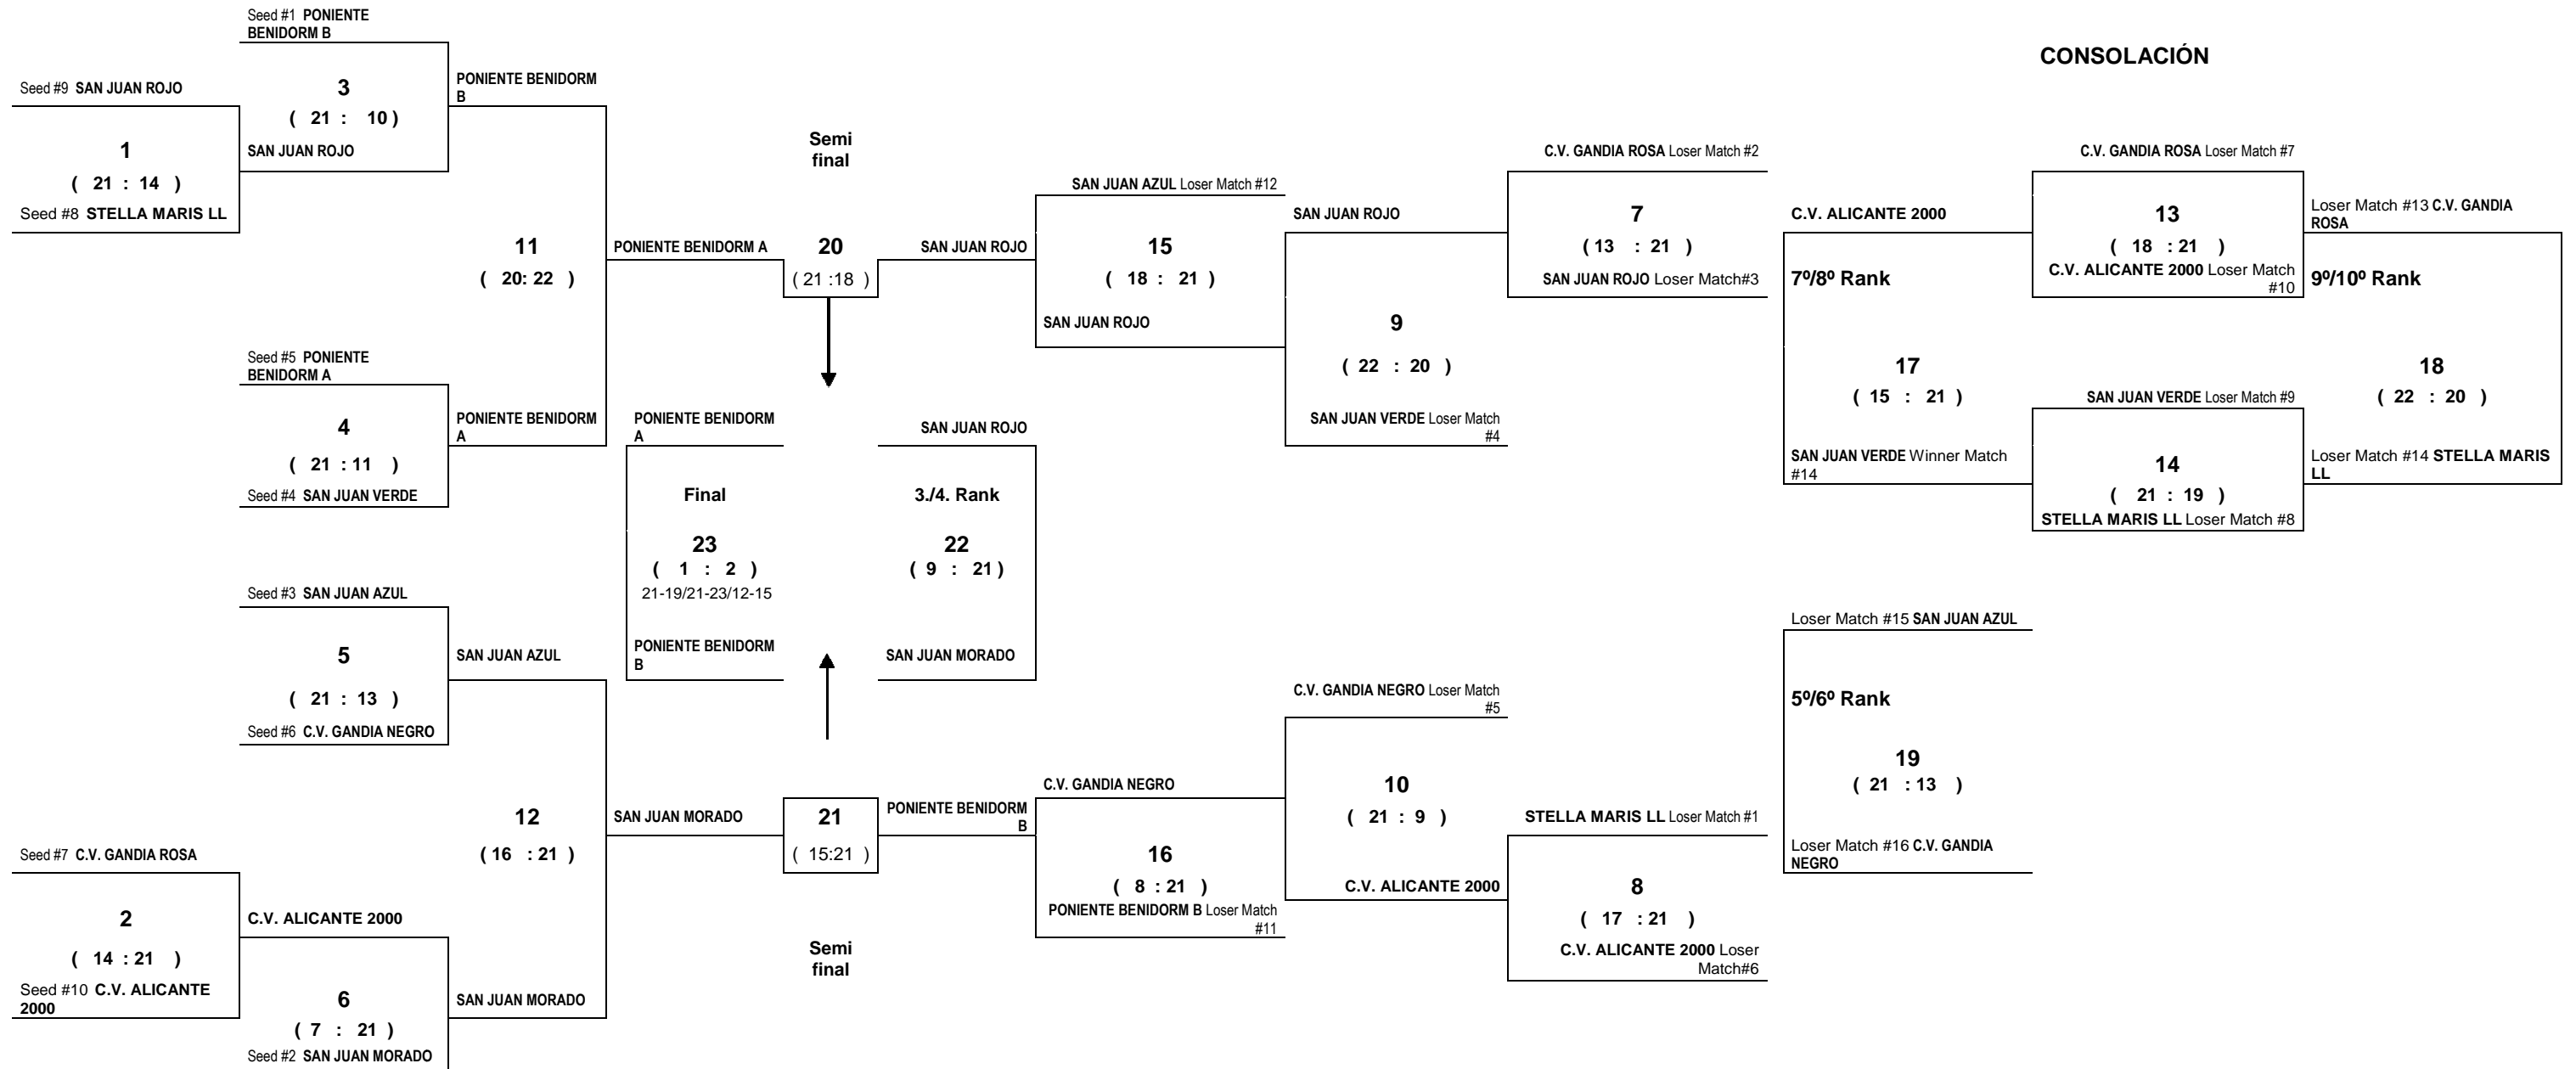 Seed #1 PONIENTE
BENIDORM B
CONSOLACIÓN
Seed #9 SAN JUAN ROJO
3
( 21 : 10 )
PONIENTE BENIDORM
B
1
( 21 : 14 )
SAN JUAN ROJO
Seed #8 STELLA MARIS LL
Semi
final
11
( 20: 22 )
PONIENTE BENIDORM A
20
( 21 :18 )
SAN JUAN ROJO
SAN JUAN AZUL Loser Match #12
15
( 18 : 21 )
SAN JUAN ROJO
SAN JUAN ROJO
9
( 22 : 20 )
SAN JUAN VERDE Loser Match
#4
C.V. GANDIA ROSA Loser Match #2
7
( 13 : 21 )
SAN JUAN ROJO Loser Match#3
C.V. ALICANTE 2000
7º/8º Rank
17
( 15 : 21 )
SAN JUAN VERDE Winner Match
#14
C.V. GANDIA ROSA Loser Match #7
13
( 18 : 21 )
C.V. ALICANTE 2000 Loser Match
#10
Loser Match #13 C.V. GANDIA
ROSA
9º/10º Rank
18
( 22 : 20 )
SAN JUAN VERDE Loser Match #9
14
( 21 : 19 )
STELLA MARIS LL Loser Match #8
Loser Match #14 STELLA MARIS
LL
Seed #5 PONIENTE
BENIDORM A
4
( 21 : 11 )
Seed #4 SAN JUAN VERDE
PONIENTE BENIDORM
A
PONIENTE BENIDORM
A
Final
23
( 1 : 2 )
21-19/21-23/12-15
PONIENTE BENIDORM
B
SAN JUAN ROJO
3./4. Rank
22
( 9 : 21 )
SAN JUAN MORADO
Seed #3 SAN JUAN AZUL
5
( 21 : 13 )
Seed #6 C.V. GANDIA NEGRO
SAN JUAN AZUL
12
( 16 : 21 )
SAN JUAN MORADO
21
( 15:21 )
PONIENTE BENIDORM
B
Semi
final
C.V. GANDIA NEGRO
16
( 8 : 21 )
PONIENTE BENIDORM B Loser Match
#11
C.V. GANDIA NEGRO Loser Match
#5
10
( 21 : 9 )
C.V. ALICANTE 2000
STELLA MARIS LL Loser Match #1
8
( 17 : 21 )
C.V. ALICANTE 2000 Loser
Match#6
Loser Match #15 SAN JUAN AZUL
5º/6º Rank
19
( 21 : 13 )
Loser Match #16 C.V. GANDIA
NEGRO
Seed #7 C.V. GANDIA ROSA
2
( 14 : 21 )
Seed #10 C.V. ALICANTE
2000
C.V. ALICANTE 2000
6
( 7 : 21 )
Seed #2 SAN JUAN MORADO
SAN JUAN MORADO